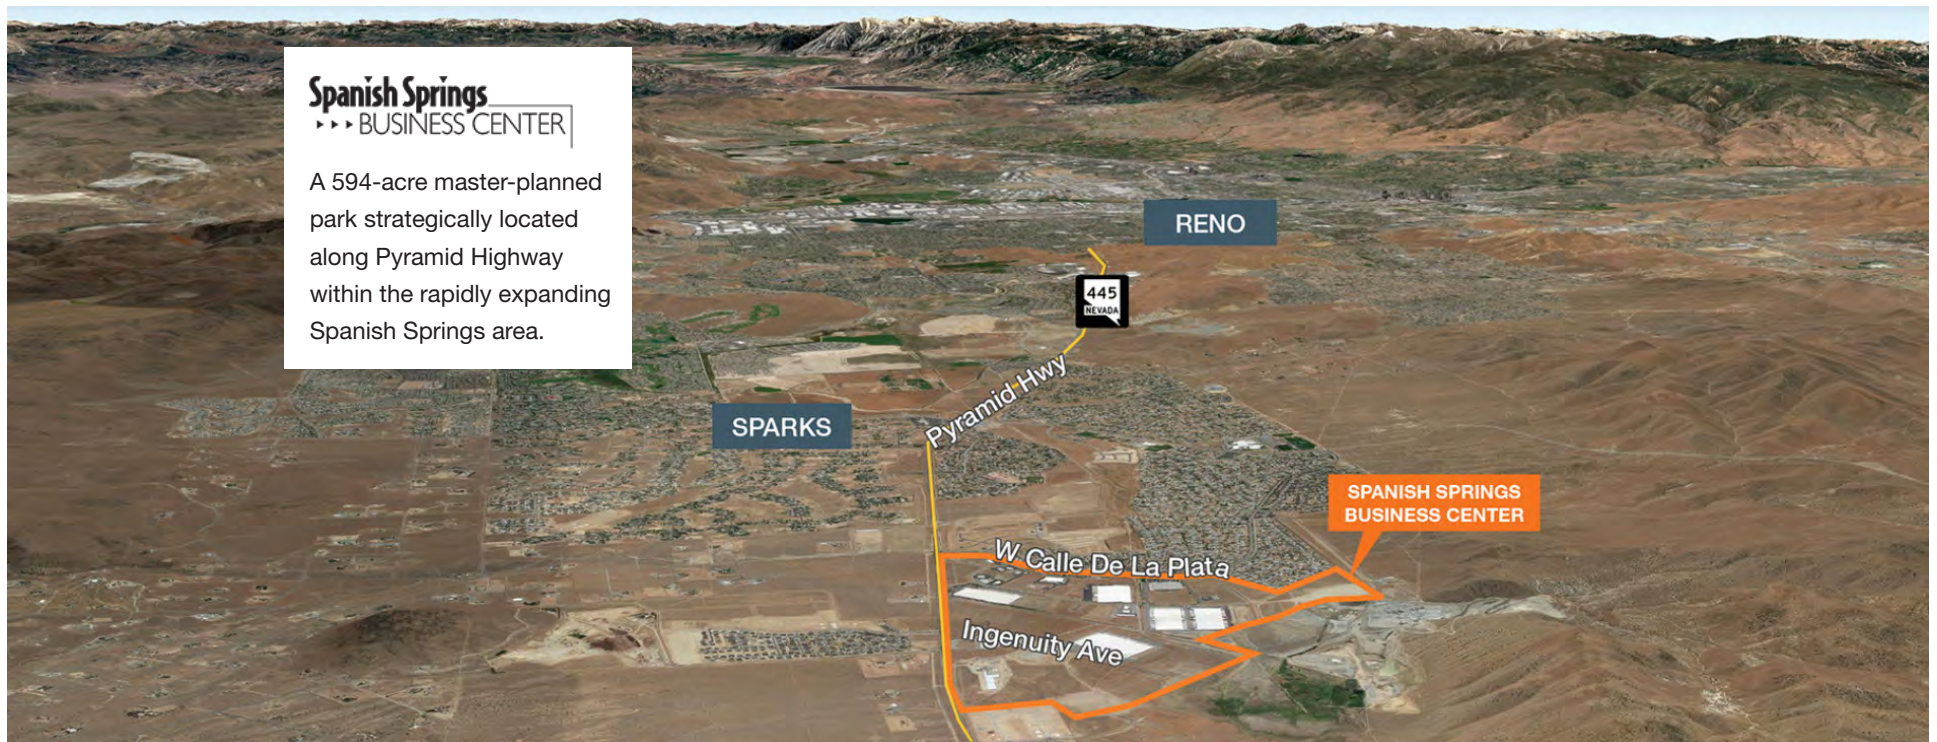 Spanish Springs
BUSINESS CENTER
A 594-acre master-planned
park strategically located
along Pyramid Highway
within the rapidly expanding
Spanish Springs area.
RENO
445
NEVADA
Pyramid Hwy
SPARKS
SPANISH SPRINGS
BUSINESS CENTER
W Calle De La Plata
Ingenuity Ave